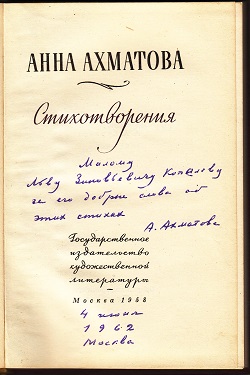 АННА АХМАТОВА
Стихотворения
Милому
Льву Зиновьевичу Копелеву
за его добрые слова об
этих стихах
А. Ахматова
Государственное
издательство
художественной
литературы
Москва 1958
4 июня
1962
Москва